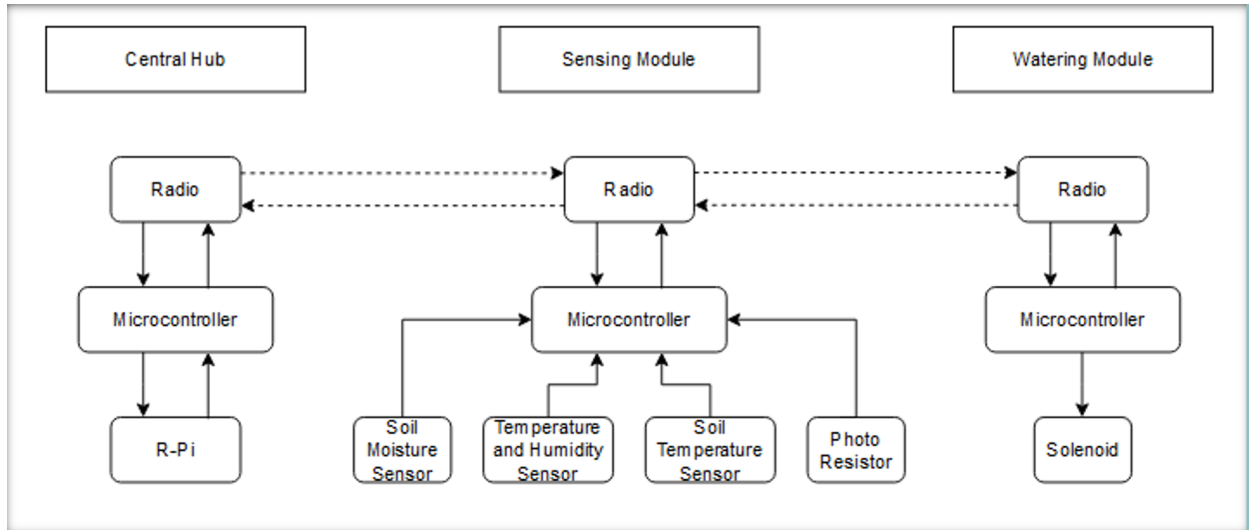 Central Hub
Sensing Module
Watering Module
Radio
Radio
Radio
Microcontroller
Microcontroller
Microcontroller
R-Pi
Soil
Moisture
Sensor
Temperature
and Humidity
Sensor
Soil
Temperature
Sensor
Photo
Resistor
Solenoid